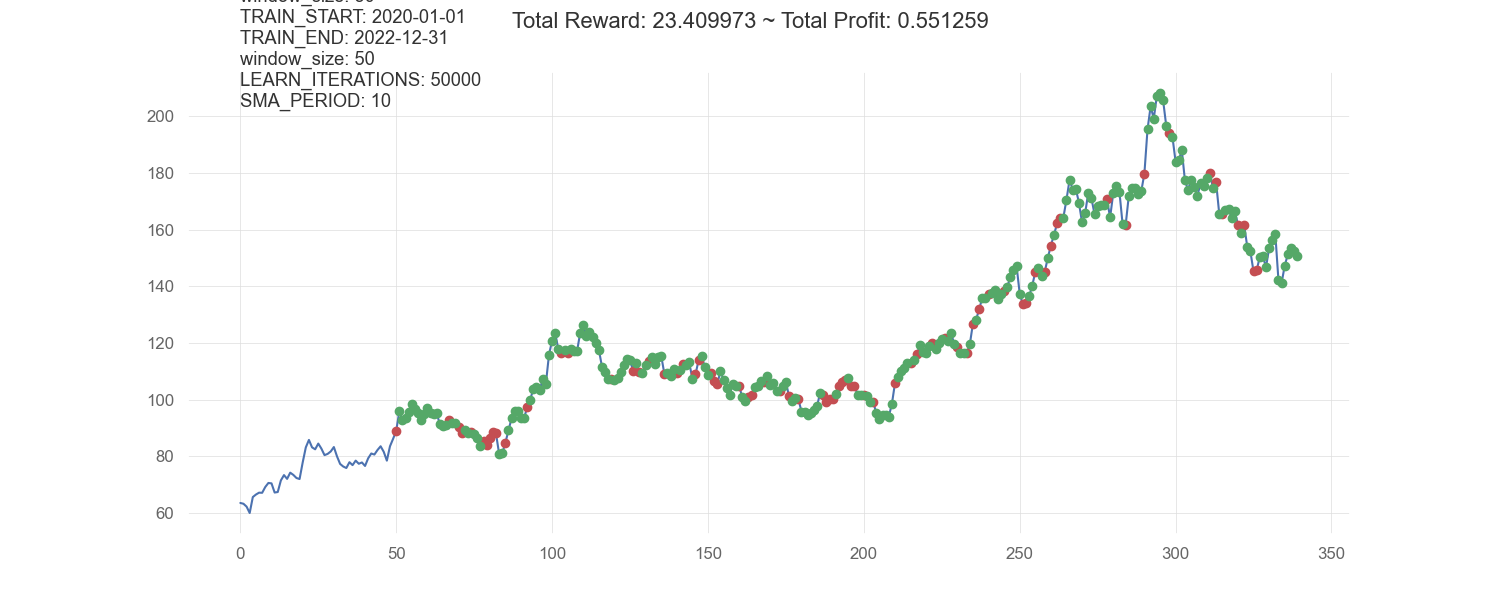 window_size: 50
TRAIN_START: 2020-01-01
TRAIN_END: 2022-12-31
window_size: 50
LEARN_ITERATIONS: 50000
SMA_PERIOD: 10
Total Reward: 23.409973 ~ Total Profit: 0.551259
200
180
160
140
120
100
80
60
0 50 100 150 200 250 300 350